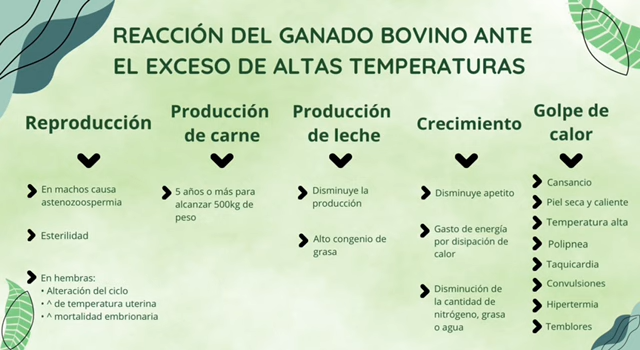 REACCIÓN DEL GANADO BOVINO ANTE
EL EXCESO DE ALTAS TEMPERATURAS
Reproducción
En machos causa
astenozoospermia
Esterilidad
En hembras:
• Alteración del ciclo
• ^ de temperatura uterina
• ^ mortalidad embrionaria
Producción
de carne
5 años o más para
alcanzar 500kg de
peso
Producción
de leche
Disminuye la
producción
Alto congenio de
grasa
Crecimiento
Disminuye apetito
Gasto de energía
por disipación de
calor
Disminución de
la cantidad de
nitrógeno, grasa
o agua
Golpe de
calor
Cansancio
Piel seca y caliente
Temperatura alta
Polipnea
Taquicardia
Convulsiones
Hipertermia
Temblores